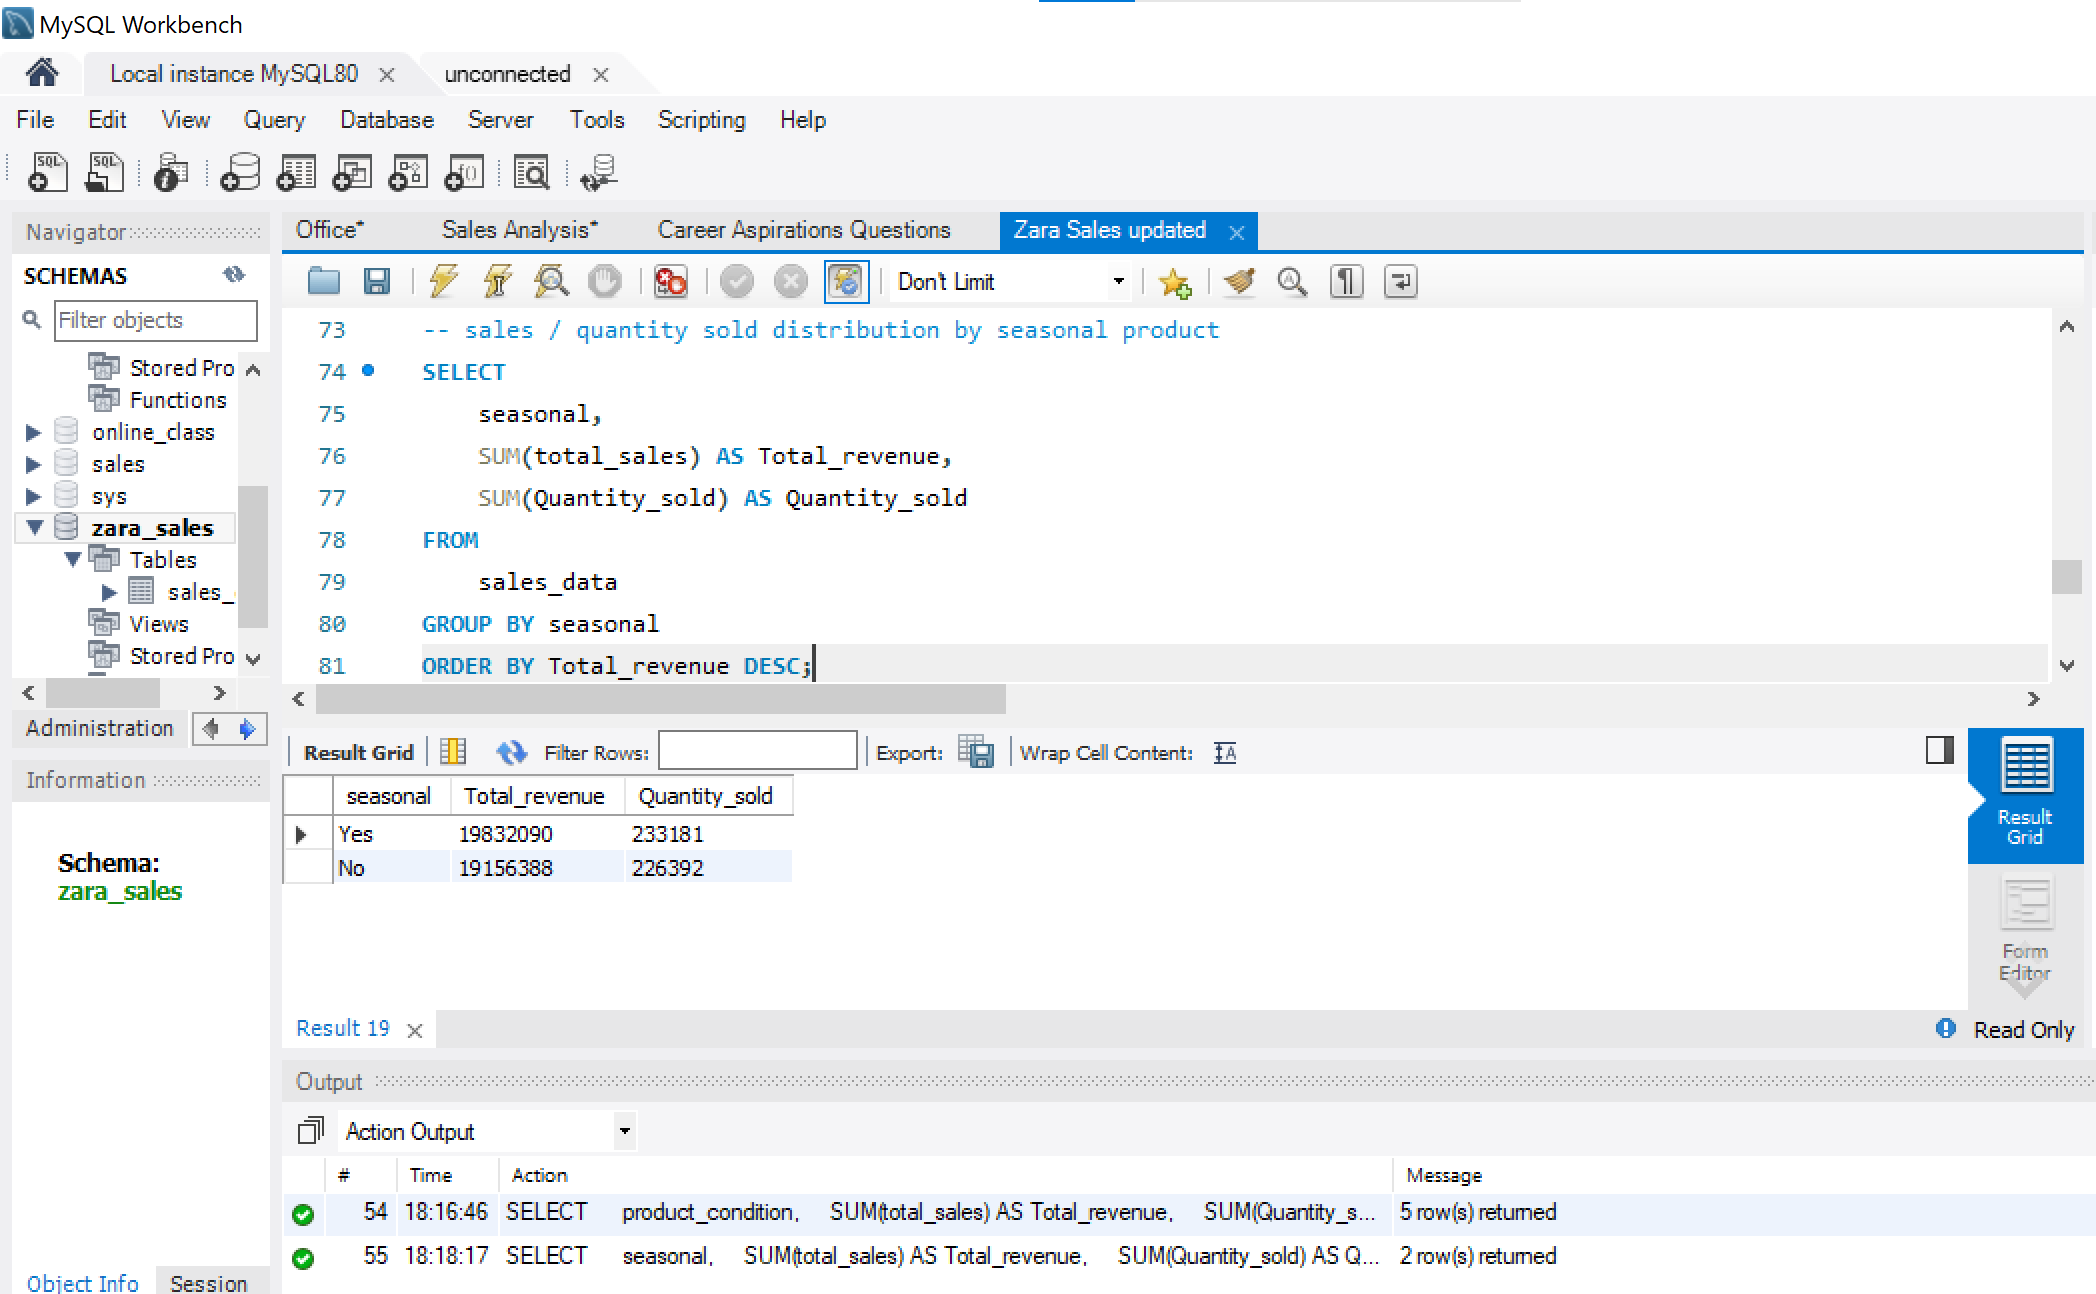 MySQL Workbench
Local instance MySQL80 unconnected
File Edit View Query Database Server Tools Scripting Help
Navigator
SCHEMAS
Filter objects
Stored Pro
Functions
online_class
sales
sys
zara_sales
Tables
sales_
Views
Stored Pro
Administration
Information
Schema:
zara_sales
Object Info Session
Office* Sales Analysis* Career Aspirations Questions Zara Sales updated
Don't Limit
73 -- sales / quantity sold distribution by seasonal product
74 SELECT
75 seasonal,
76 SUM(total_sales) AS Total_revenue,
77 SUM(Quantity_sold) AS Quantity_sold
78 FROM
79 sales_data
80 GROUP BY seasonal
81 ORDER BY Total_revenue DESC;
Result Grid Filter Rows: Export: Wrap Cell Content:
seasonal Total_revenue Quantity_sold
Yes 19832090 233181
No 19156388 226392
Result
Grid
Form
Editor
Result 19 Read Only
Output
Action Output
# Time Action Message
54 18:16:46 SELECT product_condition, SUM(total_sales) AS Total_revenue, SUM(Quantity_s... 5 row(s) returned
55 18:18:17 SELECT seasonal, SUM(total_sales) AS Total_revenue, SUM(Quantity_sold) AS Q... 2 row(s) returned